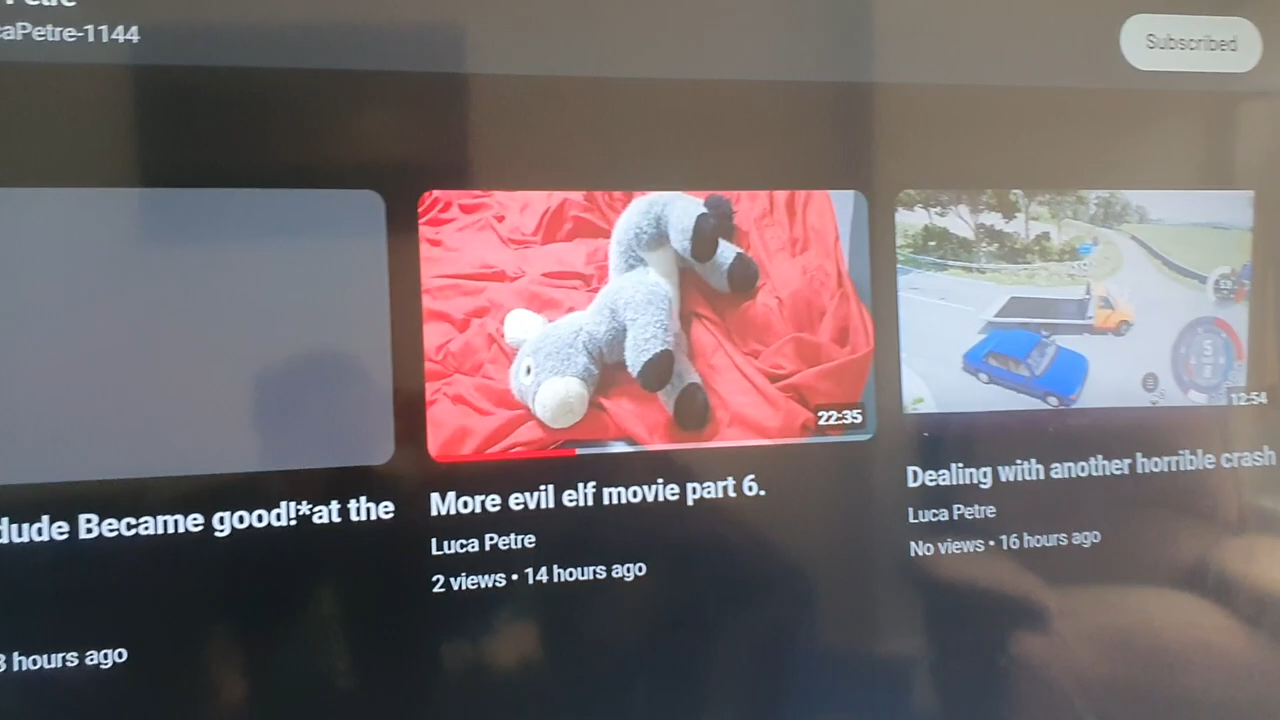 caPetre-1144
Subscribed
22:35
12:54
dude Became good!*at the
More evil elf movie part 6.
Dealing with another horrible crash
Luca Petre
Luca Petre
2 views • 14 hours ago
No views • 16 hours ago
hours ago